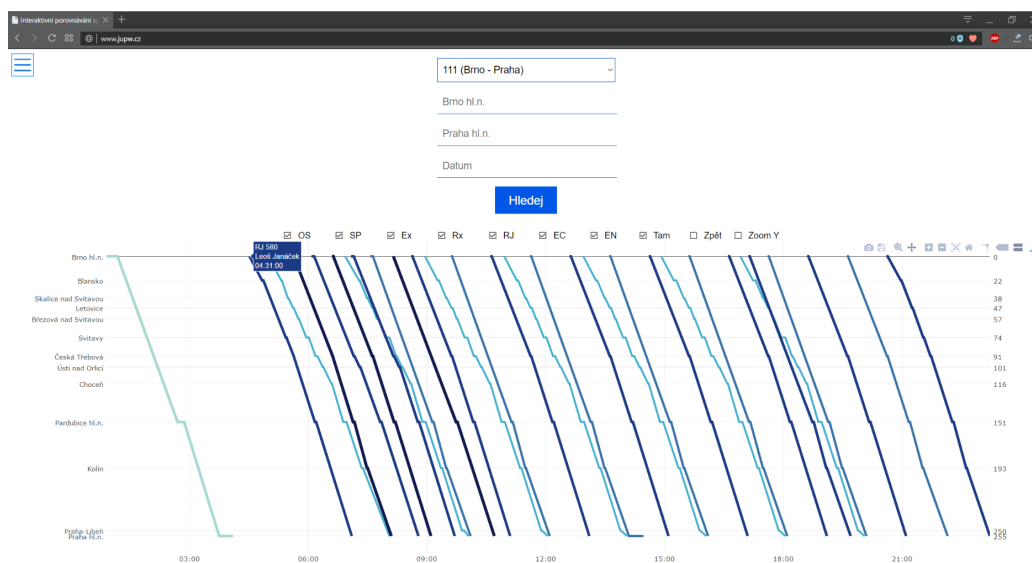 Interaktivní porovnávání
www.jupw.cz
0
ABP
111 (Brno - Praha)
Brno hl.n.
Praha hl.n.
Datum
Hledej
OS SP Ex Rx RJ EC EN Tam Zpět Zoom Y
RJ 580
Leoš Janáček
04:31:00
Brno hl.n. 0
Blansko 22
Skalice nad Svitavou 38
Letovice 47
Březová nad Svitavou 57
Svitavy 74
Česká Třebová 91
Ústí nad Orlicí 101
Choceň 116
Pardubice hl.n. 151
Kolín 193
Praha-Libeň 250
Praha hl.n. 255
03:00 06:00 09:00 12:00 15:00 18:00 21:00